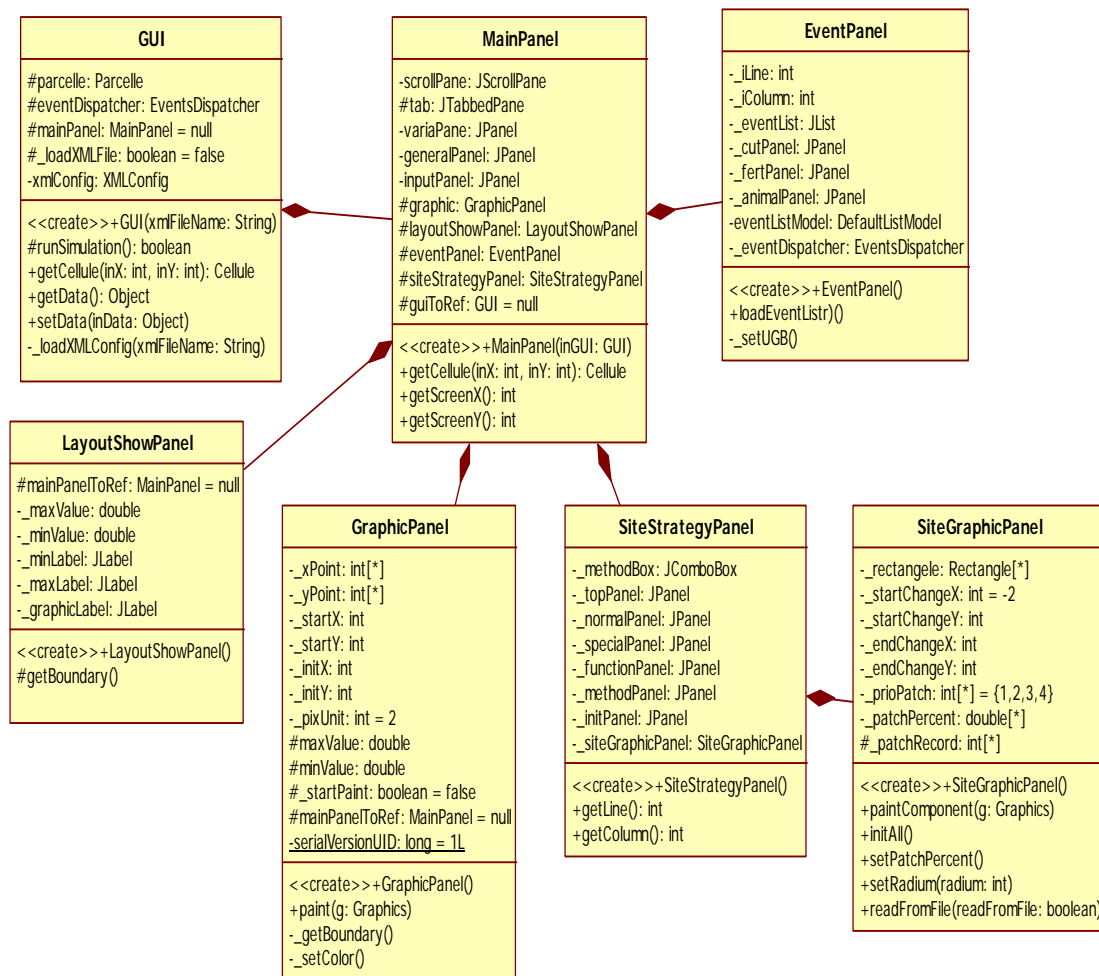 GUI
#parcelle: Parcelle
#eventDispatcher: EventsDispatcher
#mainPanel: MainPanel = null
#_loadXMLFile: boolean = false
-xmlConfig: XMLConfig
<<create>>+GUI(xmlFileName: String)
#runSimulation(): boolean
+getCellule(inX: int, inY: int): Cellule
+getData(): Object
+setData(inData: Object)
-_loadXMLConfig(xmlFileName: String)
MainPanel
-scrollPane: JScrollPane
#tab: JTabbedPane
-variaPane: JPanel
-generalPanel: JPanel
-inputPanel: JPanel
#graphic: GraphicPanel
#layoutShowPanel: LayoutShowPanel
#eventPanel: EventPanel
#siteStrategyPanel: SiteStrategyPanel
#guiToRef: GUI = null
<<create>>+MainPanel(inGUI: GUI)
+getCellule(inX: int, inY: int): Cellule
+getScreenX(): int
+getScreenY(): int
EventPanel
-_iLine: int
-_iColumn: int
-_eventList: JList
-_cutPanel: JPanel
-_fertPanel: JPanel
-_animalPanel: JPanel
-eventListModel: DefaultListModel
-_eventDispatcher: EventsDispatcher
<<create>>+EventPanel()
+loadEventListr)()
-_setUGB()
LayoutShowPanel
#mainPanelToRef: MainPanel = null
-_maxValue: double
-_minValue: double
-_minLabel: JLabel
-_maxLabel: JLabel
-_graphicLabel: JLabel
<<create>>+LayoutShowPanel()
#getBoundary()
GraphicPanel
-_xPoint: int[*]
-_yPoint: int[*]
-_startX: int
-_startY: int
-_initX: int
-_initY: int
-_pixUnit: int = 2
#maxValue: double
#minValue: double
#_startPaint: boolean = false
#mainPanelToRef: MainPanel = null
-serialVersionUID: long = 1L
<<create>>+GraphicPanel()
+paint(g: Graphics)
-_getBoundary()
-_setColor()
SiteStrategyPanel
-_methodBox: JComboBox
-_topPanel: JPanel
-_normalPanel: JPanel
-_specialPanel: JPanel
-_functionPanel: JPanel
-_methodPanel: JPanel
-_initPanel: JPanel
-_siteGraphicPanel: SiteGraphicPanel
<<create>>+SiteStrategyPanel()
+getLine(): int
+getColumn(): int
SiteGraphicPanel
-_rectangele: Rectangle[*]
-_startChangeX: int = -2
-_startChangeY: int
-_endChangeX: int
-_endChangeY: int
-_prioPatch: int[*] = {1,2,3,4}
-_patchPercent: double[*]
#_patchRecord: int[*]
<<create>>+SiteGraphicPanel()
+paintComponent(g: Graphics)
+initAll()
+setPatchPercent()
+setRadium(radium: int)
+readFromFile(readFromFile: boolean)